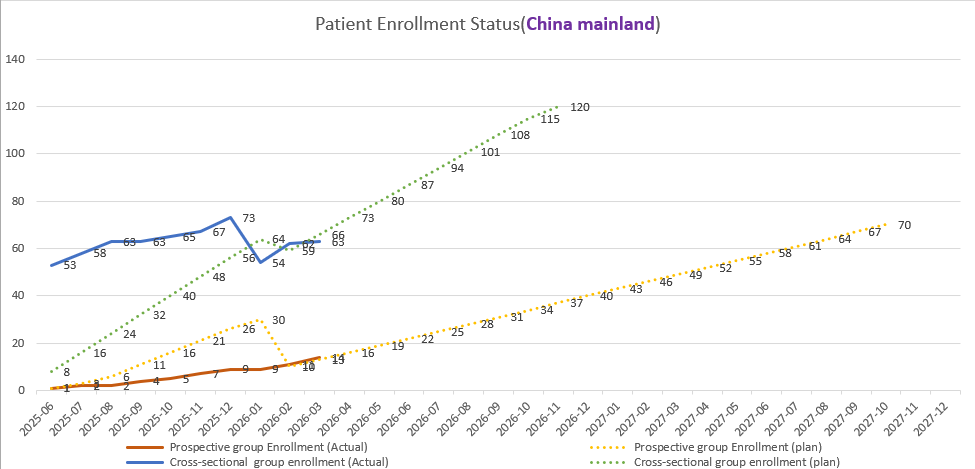 Patient Enrollment Status(China mainland)
140
120
100
80
60
40
20
0
53 58 63 63 65 67 73 54 62 63
8 16 24 32 40 48 56 64 59 66 73 80 87 94 101 108 115 120
1 3 6 11 16 21 26 30 10 13 16 19 22 25 28 31 34 37 40 43 46 49 52 55 58 61 64 67 70
1 2 2 4 5 7 9 9 11 14
2025-06 2025-07 2025-08 2025-09 2025-10 2025-11 2025-12 2026-01 2026-02 2026-03 2026-04 2026-05 2026-06 2026-07 2026-08 2026-09 2026-10 2026-11 2026-12 2027-01 2027-02 2027-03 2027-04 2027-05 2027-06 2027-07 2027-08 2027-09 2027-10 2027-11 2027-12
Prospective group Enrollment (Actual) Prospective group Enrollment (plan)
Cross-sectional group enrollment (Actual) Cross-sectional group enrollment (plan)